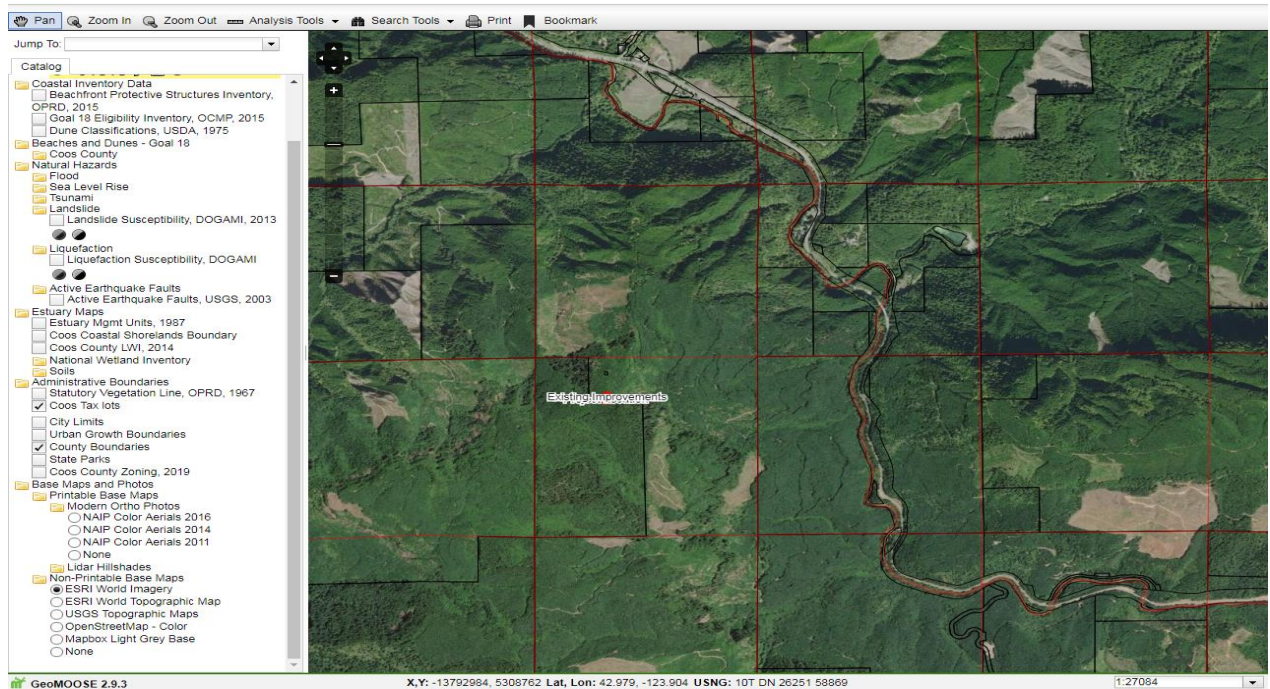 Pan Zoom In Zoom Out Analysis Tools Search Tools Print Bookmark
Jump To:
Catalog
Coastal Inventory Data
Beachfront Protective Structures Inventory,
OPRD, 2015
Goal 18 Eligibility Inventory, OCMP, 2015
Dune Classifications, USDA, 1975
Beaches and Dunes - Goal 18
Coos County
Natural Hazards
Flood
Sea Level Rise
Tsunami
Landslide
Landslide Susceptibility, DOGAMI, 2013
Liquefaction
Liquefaction Susceptibility, DOGAMI
Active Earthquake Faults
Active Earthquake Faults, USGS, 2003
Estuary Maps
Estuary Mgmt Units, 1987
Coos Coastal Shorelands Boundary
Coos County LWI, 2014
National Wetland Inventory
Soils
Administrative Boundaries
Statutory Vegetation Line, OPRD, 1967
Coos Tax lots
City Limits
Urban Growth Boundaries
County Boundaries
State Parks
Coos County Zoning, 2019
Base Maps and Photos
Printable Base Maps
Modern Ortho Photos
NAIP Color Aerials 2016
NAIP Color Aerials 2014
NAIP Color Aerials 2011
None
Lidar Hillshades
Non-Printable Base Maps
ESRI World Imagery
ESRI World Topographic Map
USGS Topographic Maps
OpenStreetMap - Color
Mapbox Light Grey Base
None
Existing Improvements
GeoMOOSE 2.9.3 X,Y: -13792984, 5308762 Lat, Lon: 42.979, -123.904 USNG: 10T DN 26251 58869 1:27084